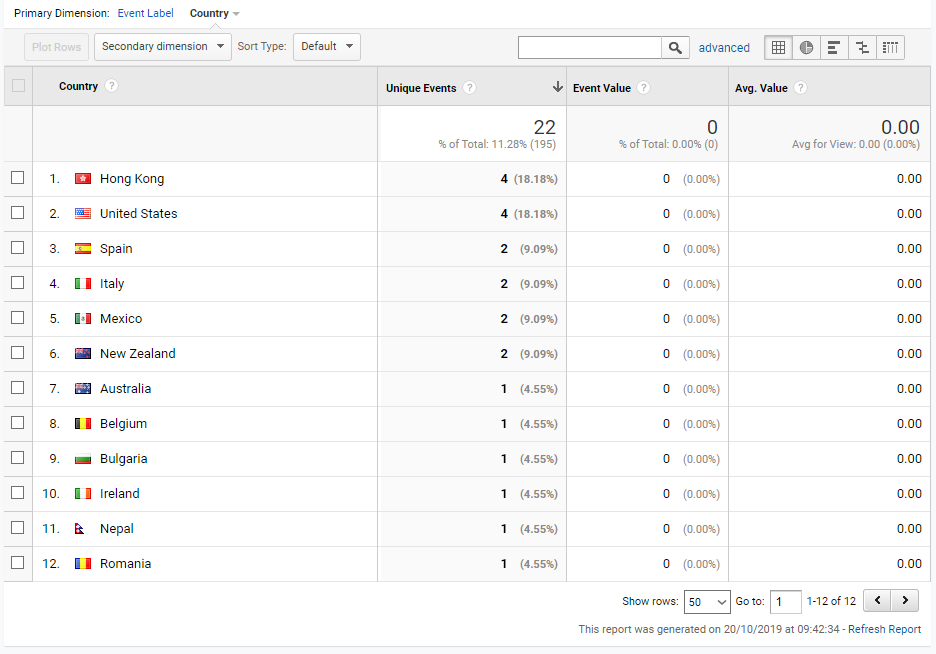 Primary Dimension: Event Label Country
Plot Rows Secondary dimension Sort Type: Default advanced
Country ? Unique Events ? Event Value ? Avg. Value ?
22 0 0.00
% of Total: 11.28% (195) % of Total: 0.00% (0) Avg for View: 0.00 (0.00%)
1. Hong Kong 4 (18.18%) 0 (0.00%) 0.00
2. United States 4 (18.18%) 0 (0.00%) 0.00
3. Spain 2 (9.09%) 0 (0.00%) 0.00
4. Italy 2 (9.09%) 0 (0.00%) 0.00
5. Mexico 2 (9.09%) 0 (0.00%) 0.00
6. New Zealand 2 (9.09%) 0 (0.00%) 0.00
7. Australia 1 (4.55%) 0 (0.00%) 0.00
8. Belgium 1 (4.55%) 0 (0.00%) 0.00
9. Bulgaria 1 (4.55%) 0 (0.00%) 0.00
10. Ireland 1 (4.55%) 0 (0.00%) 0.00
11. Nepal 1 (4.55%) 0 (0.00%) 0.00
12. Romania 1 (4.55%) 0 (0.00%) 0.00
Show rows: 50 Go to: 1 1-12 of 12
This report was generated on 20/10/2019 at 09:42:34 - Refresh Report